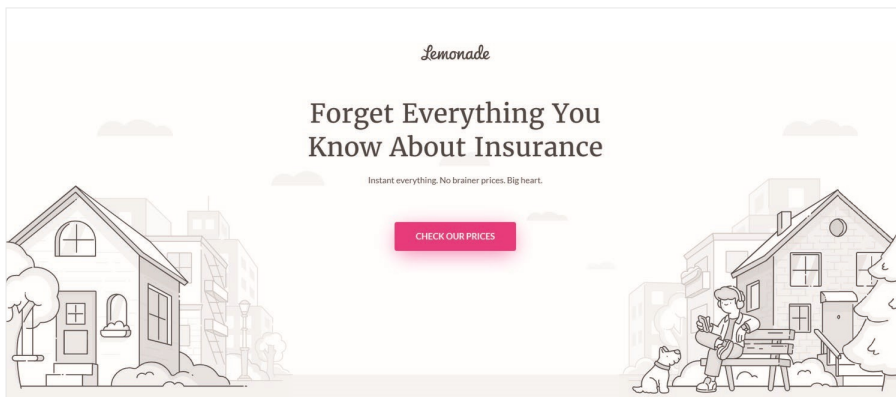 Lemonade
Forget Everything You
Know About Insurance
Instant everything. No brainer prices. Big heart.
CHECK OUR PRICES